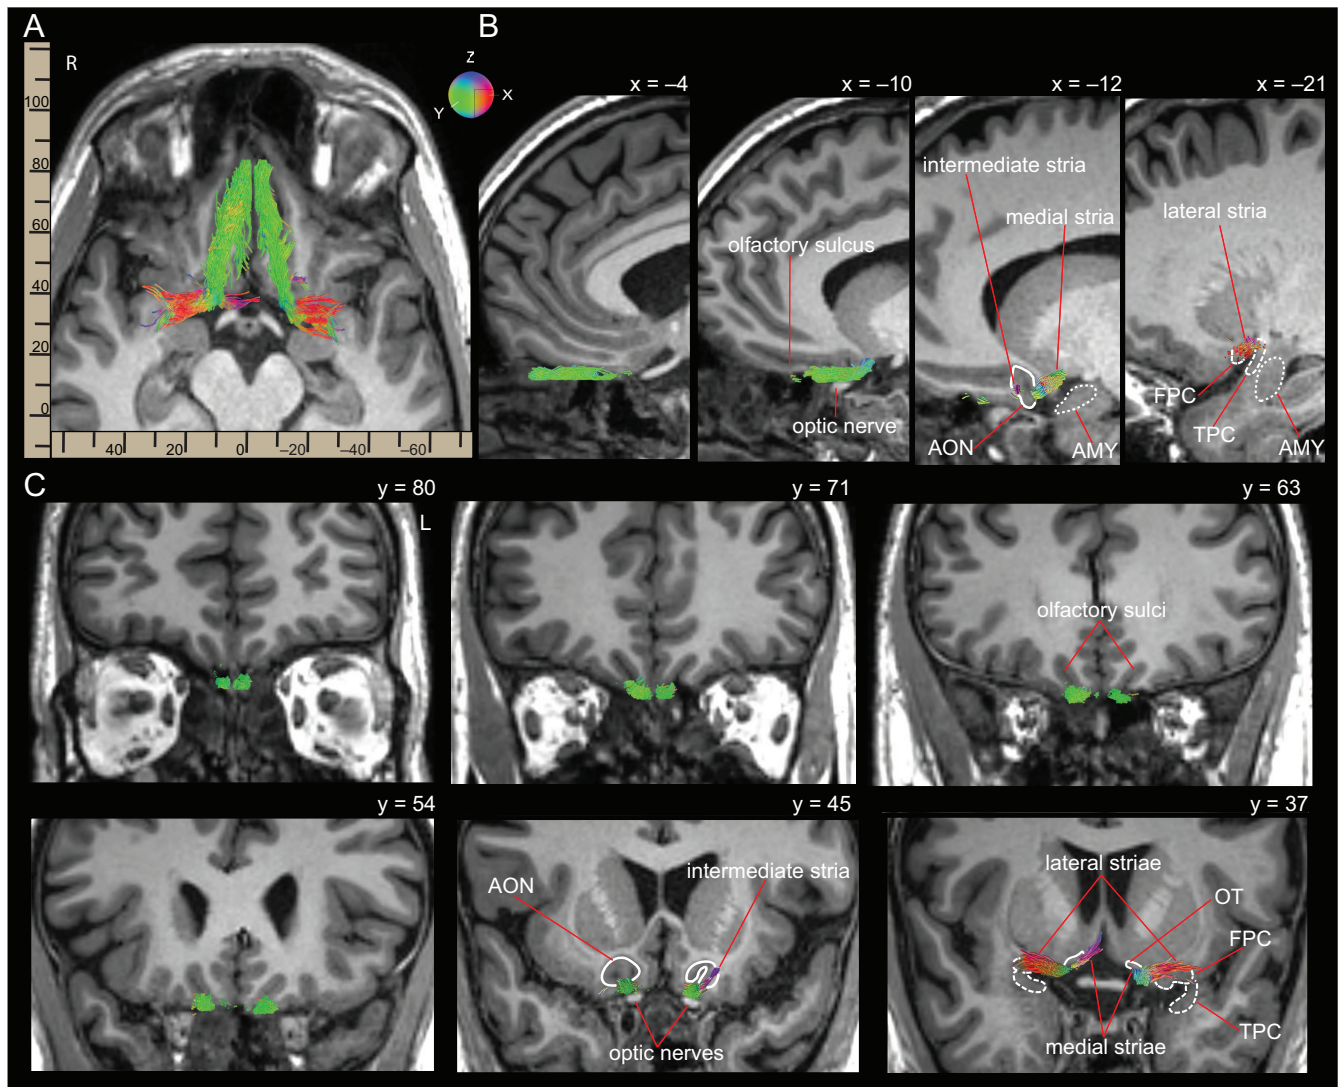 A
B
R
Z
Y
X
100
80
60
40
20
0
40
20
0
–20
–40
–60
x = –4
x = –10
x = –12
x = –21
olfactory sulcus
optic nerve
intermediate stria
medial stria
AON
AMY
lateral stria
FPC
TPC
AMY
C
y = 80
y = 71
y = 63
L
olfactory sulci
y = 54
y = 45
y = 37
AON
intermediate stria
optic nerves
lateral striae
OT
FPC
TPC
medial striae